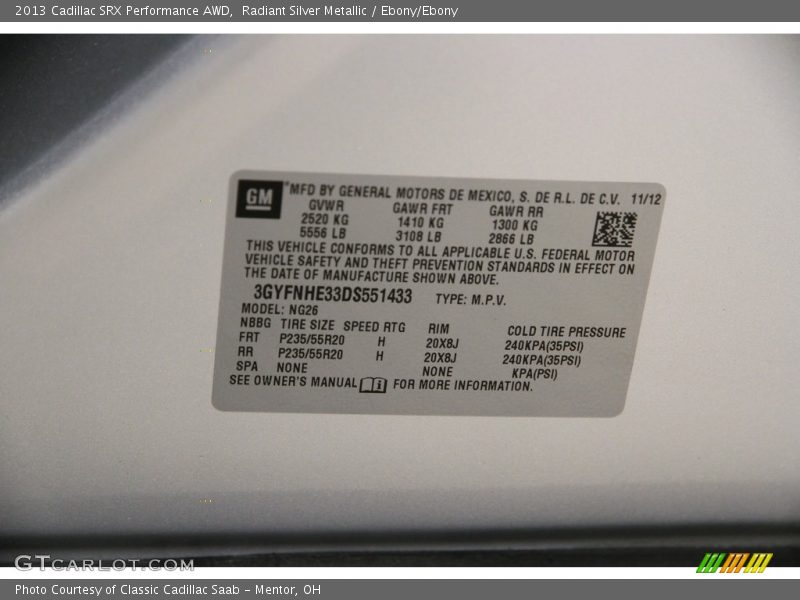 2013 Cadillac SRX Performance AWD, Radiant Silver Metallic / Ebony/Ebony
GM MFD BY GENERAL MOTORS DE MEXICO, S. DE R.L. DE C.V. 11/12
GVWR GAWR FRT GAWR RR
2520 KG 1410 KG 1300 KG
5556 LB 3108 LB 2866 LB
THIS VEHICLE CONFORMS TO ALL APPLICABLE U.S. FEDERAL MOTOR
VEHICLE SAFETY AND THEFT PREVENTION STANDARDS IN EFFECT ON
THE DATE OF MANUFACTURE SHOWN ABOVE.
3GYFNHE33DS551433 TYPE: M.P.V.
MODEL: NG26
NBBG TIRE SIZE SPEED RTG RIM COLD TIRE PRESSURE
FRT P235/55R20 H 20X8J 240KPA(35PSI)
RR P235/55R20 H 20X8J 240KPA(35PSI)
SPA NONE NONE KPA(PSI)
SEE OWNER'S MANUAL FOR MORE INFORMATION.
GTCARLOT.COM
Photo Courtesy of Classic Cadillac Saab - Mentor, OH